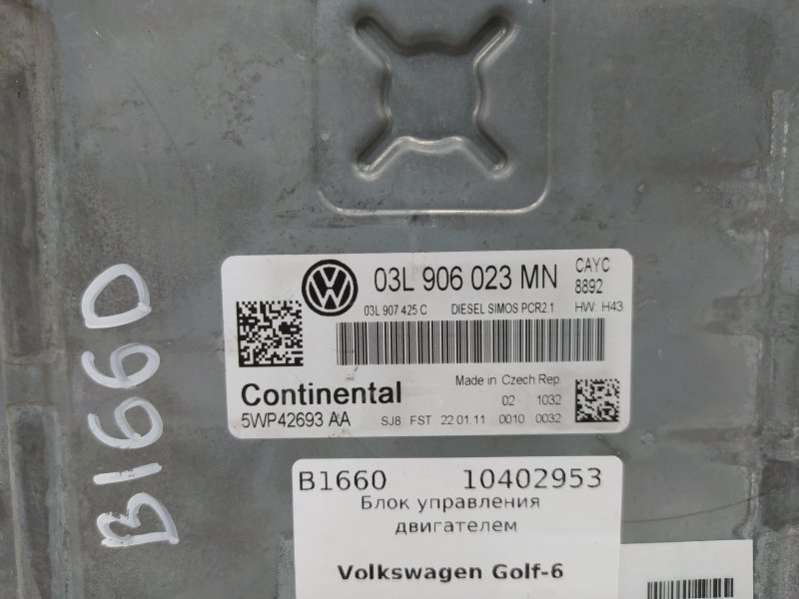 03L 906 023 MN CAYC
8892
03L 907 425 C DIESEL SIMOS PCR2.1 HW: H43
Continental
Made in Czech Rep.
02 1032
5WP42693 AA SJ8 FST 22.01.11 0010 0032
B1660
B1660 10402953
Блок управления
двигателем
Volkswagen Golf-6